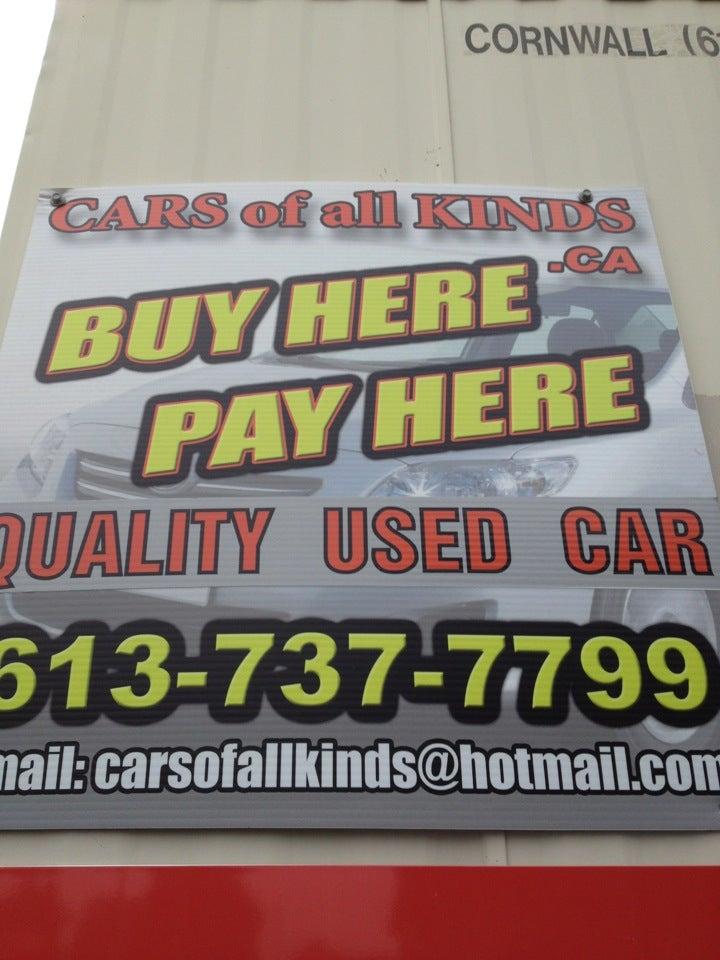 CORNWALL (6
CARS of all KINDS
.CA
BUY HERE
PAY HERE
QUALITY USED CAR
613-737-7799
mail: carsofallkinds@hotmail.com